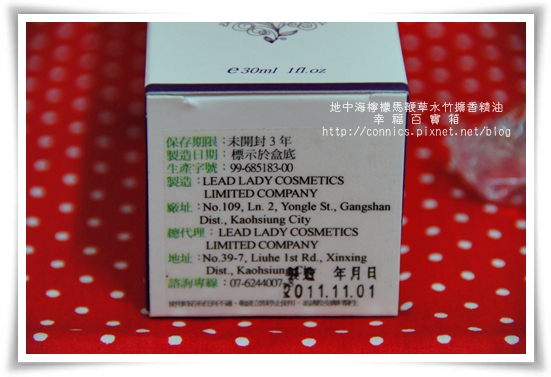 ℮30ml 1fl.oz
地中海檸檬馬鞭草水竹擴香精油
幸福百寶箱
http://connics.pixnet.net/blog
保存期限：未開封3年
製造日期：標示於盒底
生產字號：99-685183-00
製造：LEAD LADY COSMETICS
LIMITED COMPANY
廠址：No.109, Ln. 2, Yongle St., Gangshan
Dist., Kaohsiung City
總代理：LEAD LADY COSMETICS
LIMITED COMPANY
地址：No.39-7, Liuhe 1st Rd., Xinxing
Dist., Kaohsiung
製造 年月日
諮詢專線：07-6244007
2011.11.01